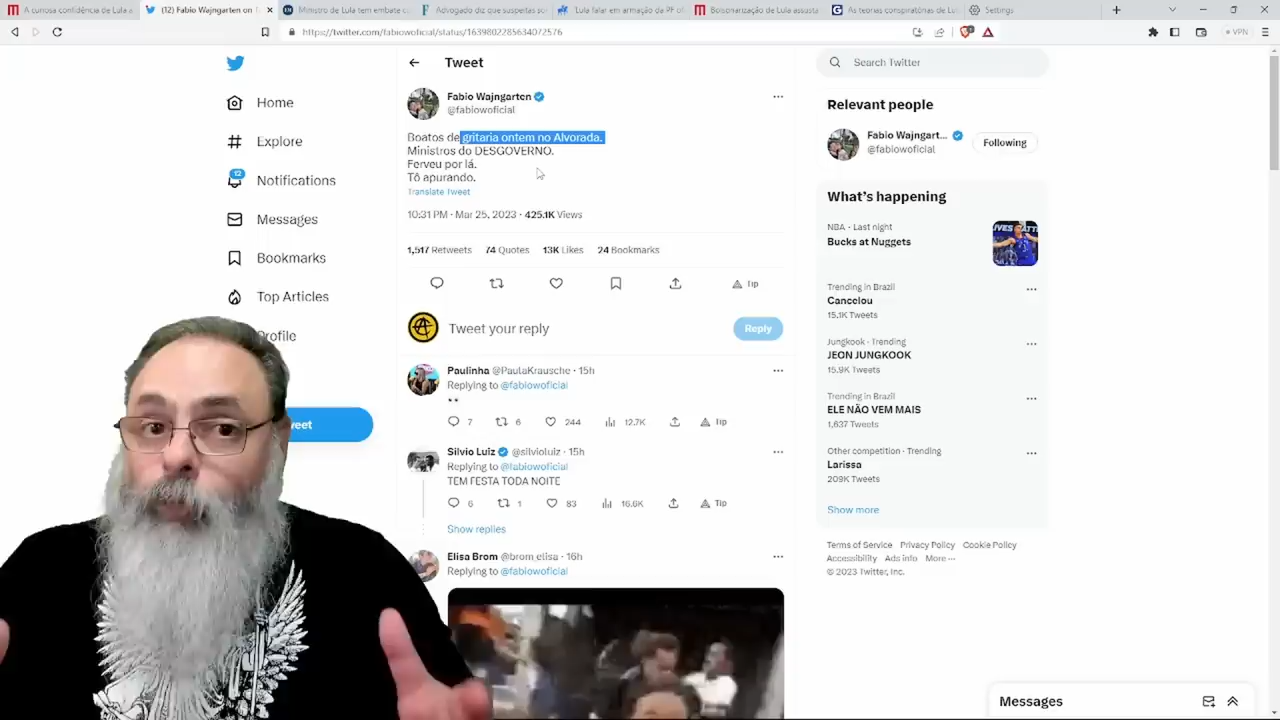 A curiosa confidência de Lula a
(12) Fabio Wajngarten on T
Ministro de Lula tem embate c
Advogado diz que suspeitas so
Lula falar em armação da PF
Bolsonarização de Lula assusta
As teorias conspiratórias de Lu
Settings
https://twitter.com/fabiowoficial/status/1639802285634072576
VPN
Home
Explore
12
Notifications
Messages
Bookmarks
Top Articles
Profile
weet
Tweet
Fabio Wajngarten
@fabiowoficial
Boatos de gritaria ontem no Alvorada.
Ministros do DESGOVERNO.
Ferveu por lá.
Tô apurando.
Translate Tweet
10:31 PM · Mar 25, 2023 · 425.1K Views
1,517 Retweets 74 Quotes 13K Likes 24 Bookmarks
Tip
Tweet your reply
Reply
Paulinha @PaulaKrausche · 15h
Replying to @fabiowoficial
7 6 244 12.7K Tip
Silvio Luiz @silvioluiz · 15h
Replying to @fabiowoficial
TEM FESTA TODA NOITE
6 1 83 16.6K Tip
Show replies
Elisa Brom @brom_elisa · 16h
Replying to @fabiowoficial
Search Twitter
Relevant people
Fabio Wajngart...
@fabiowoficial
Following
What's happening
NBA · Last night
Bucks at Nuggets
Trending in Brazil
Cancelou
15.1K Tweets
Jungkook · Trending
JEON JUNGKOOK
15.9K Tweets
Trending in Brazil
ELE NÃO VEM MAIS
1,637 Tweets
Other competition · Trending
Larissa
209K Tweets
Show more
Terms of Service Privacy Policy Cookie Policy
Accessibility Ads info More ···
© 2023 Twitter, Inc.
Messages